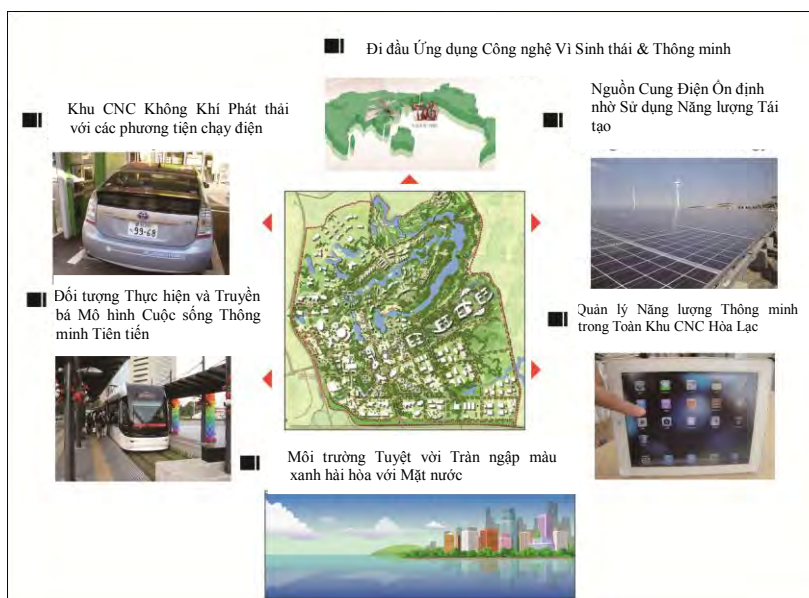 Đi đầu Ứng dụng Công nghệ Vì Sinh thái & Thông minh
Khu CNC Không Khí Phát thải
với các phương tiện chạy điện
Nguồn Cung Điện Ổn định
nhờ Sử dụng Năng lượng Tái
tạo
99-68
Đối tượng Thực hiện và Truyền
bá Mô hình Cuộc sống Thông
minh Tiên tiến
Quản lý Năng lượng Thông minh
trong Toàn Khu CNC Hòa Lạc
Môi trường Tuyệt vời Tràn ngập màu
xanh hài hòa với Mặt nước